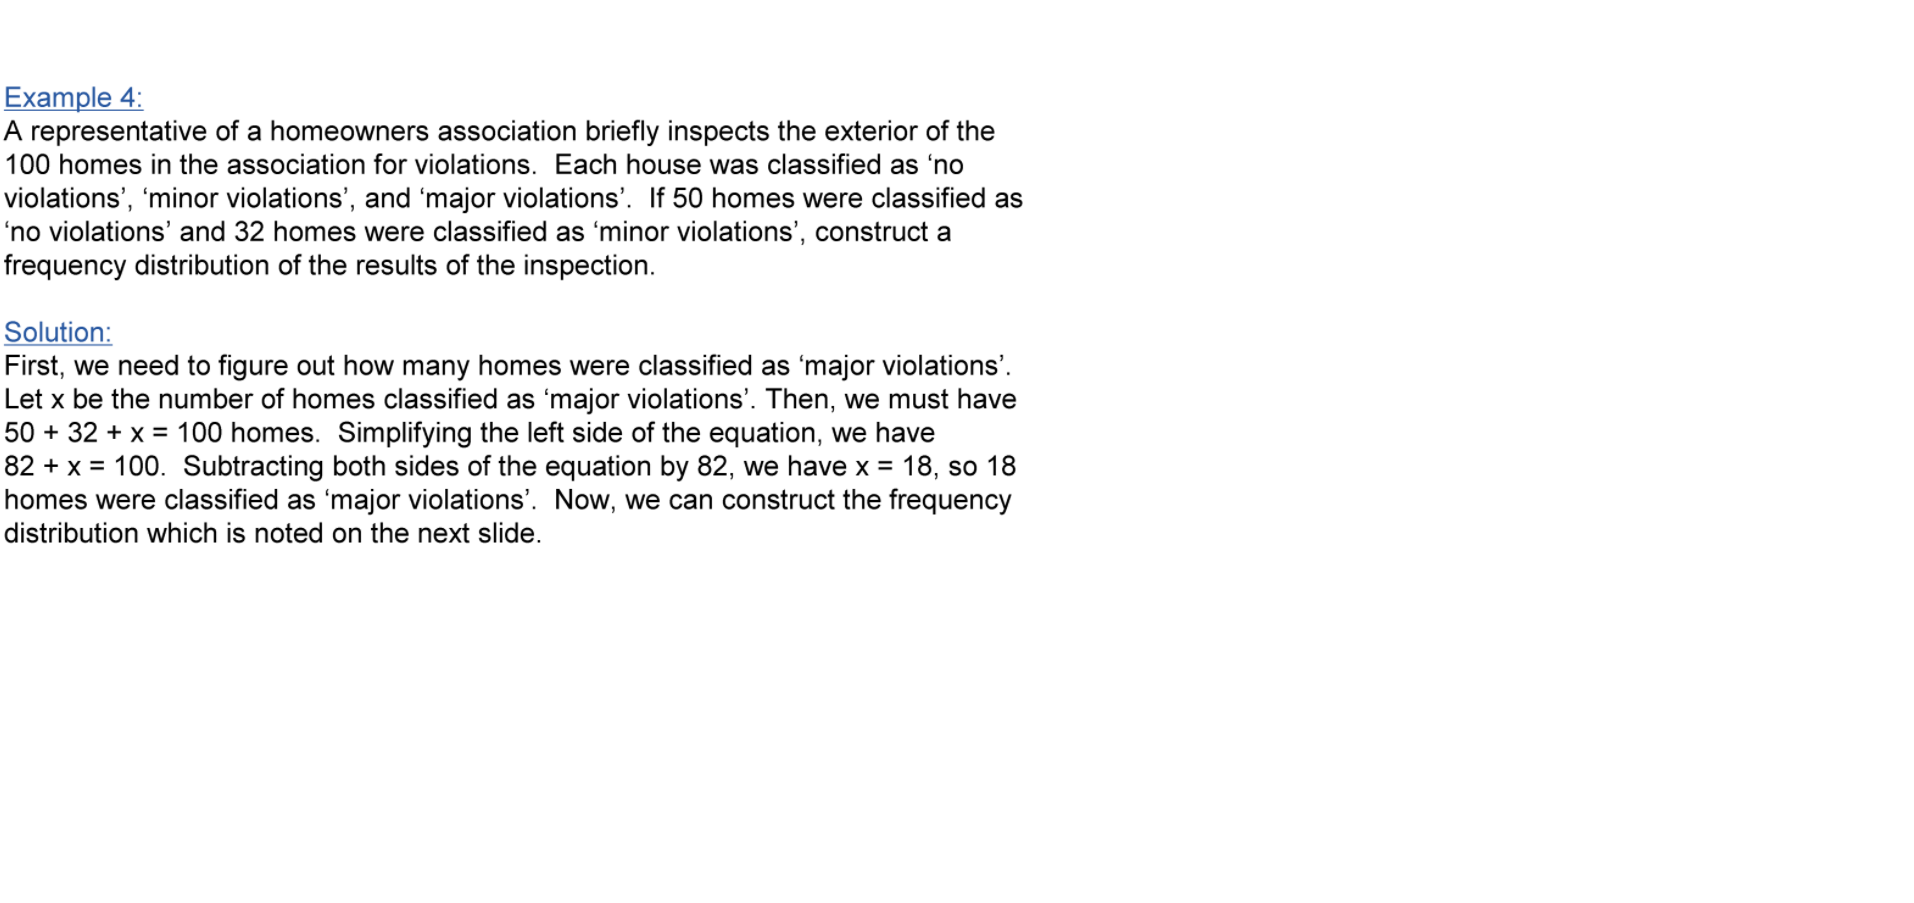 Example 4:
A representative of a homeowners association briefly inspects the exterior of the
100 homes in the association for violations.  Each house was classified as ‘no
violations’, ‘minor violations’, and ‘major violations’.  If 50 homes were classified as
‘no violations’ and 32 homes were classified as ‘minor violations’, construct a
frequency distribution of the results of the inspection.
Solution:
First, we need to figure out how many homes were classified as ‘major violations’.
Let x be the number of homes classified as ‘major violations’. Then, we must have
50 + 32 + x = 100 homes.  Simplifying the left side of the equation, we have
82 + x = 100.  Subtracting both sides of the equation by 82, we have x = 18, so 18
homes were classified as ‘major violations’.  Now, we can construct the frequency
distribution which is noted on the next slide.